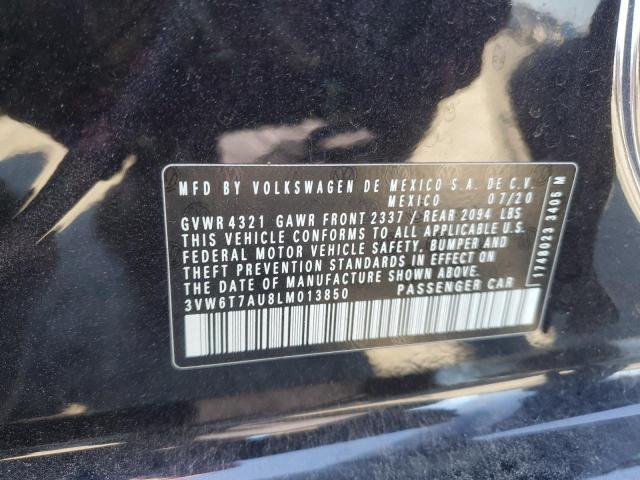 MFD BY VOLKSWAGEN DE MEXICO S.A. DE C.V.
MEXICO 07/20
GVWR 4321 GAWR FRONT 2337 / REAR 2094 LBS
THIS VEHICLE CONFORMS TO ALL APPLICABLE U.S.
FEDERAL MOTOR VEHICLE SAFETY, BUMPER AND
THEFT PREVENTION STANDARDS IN EFFECT ON
THE DATE OF MANUFACTURE SHOWN ABOVE.
3VW6T7AU8LM013850 PASSENGER CAR
1748023 3406 M